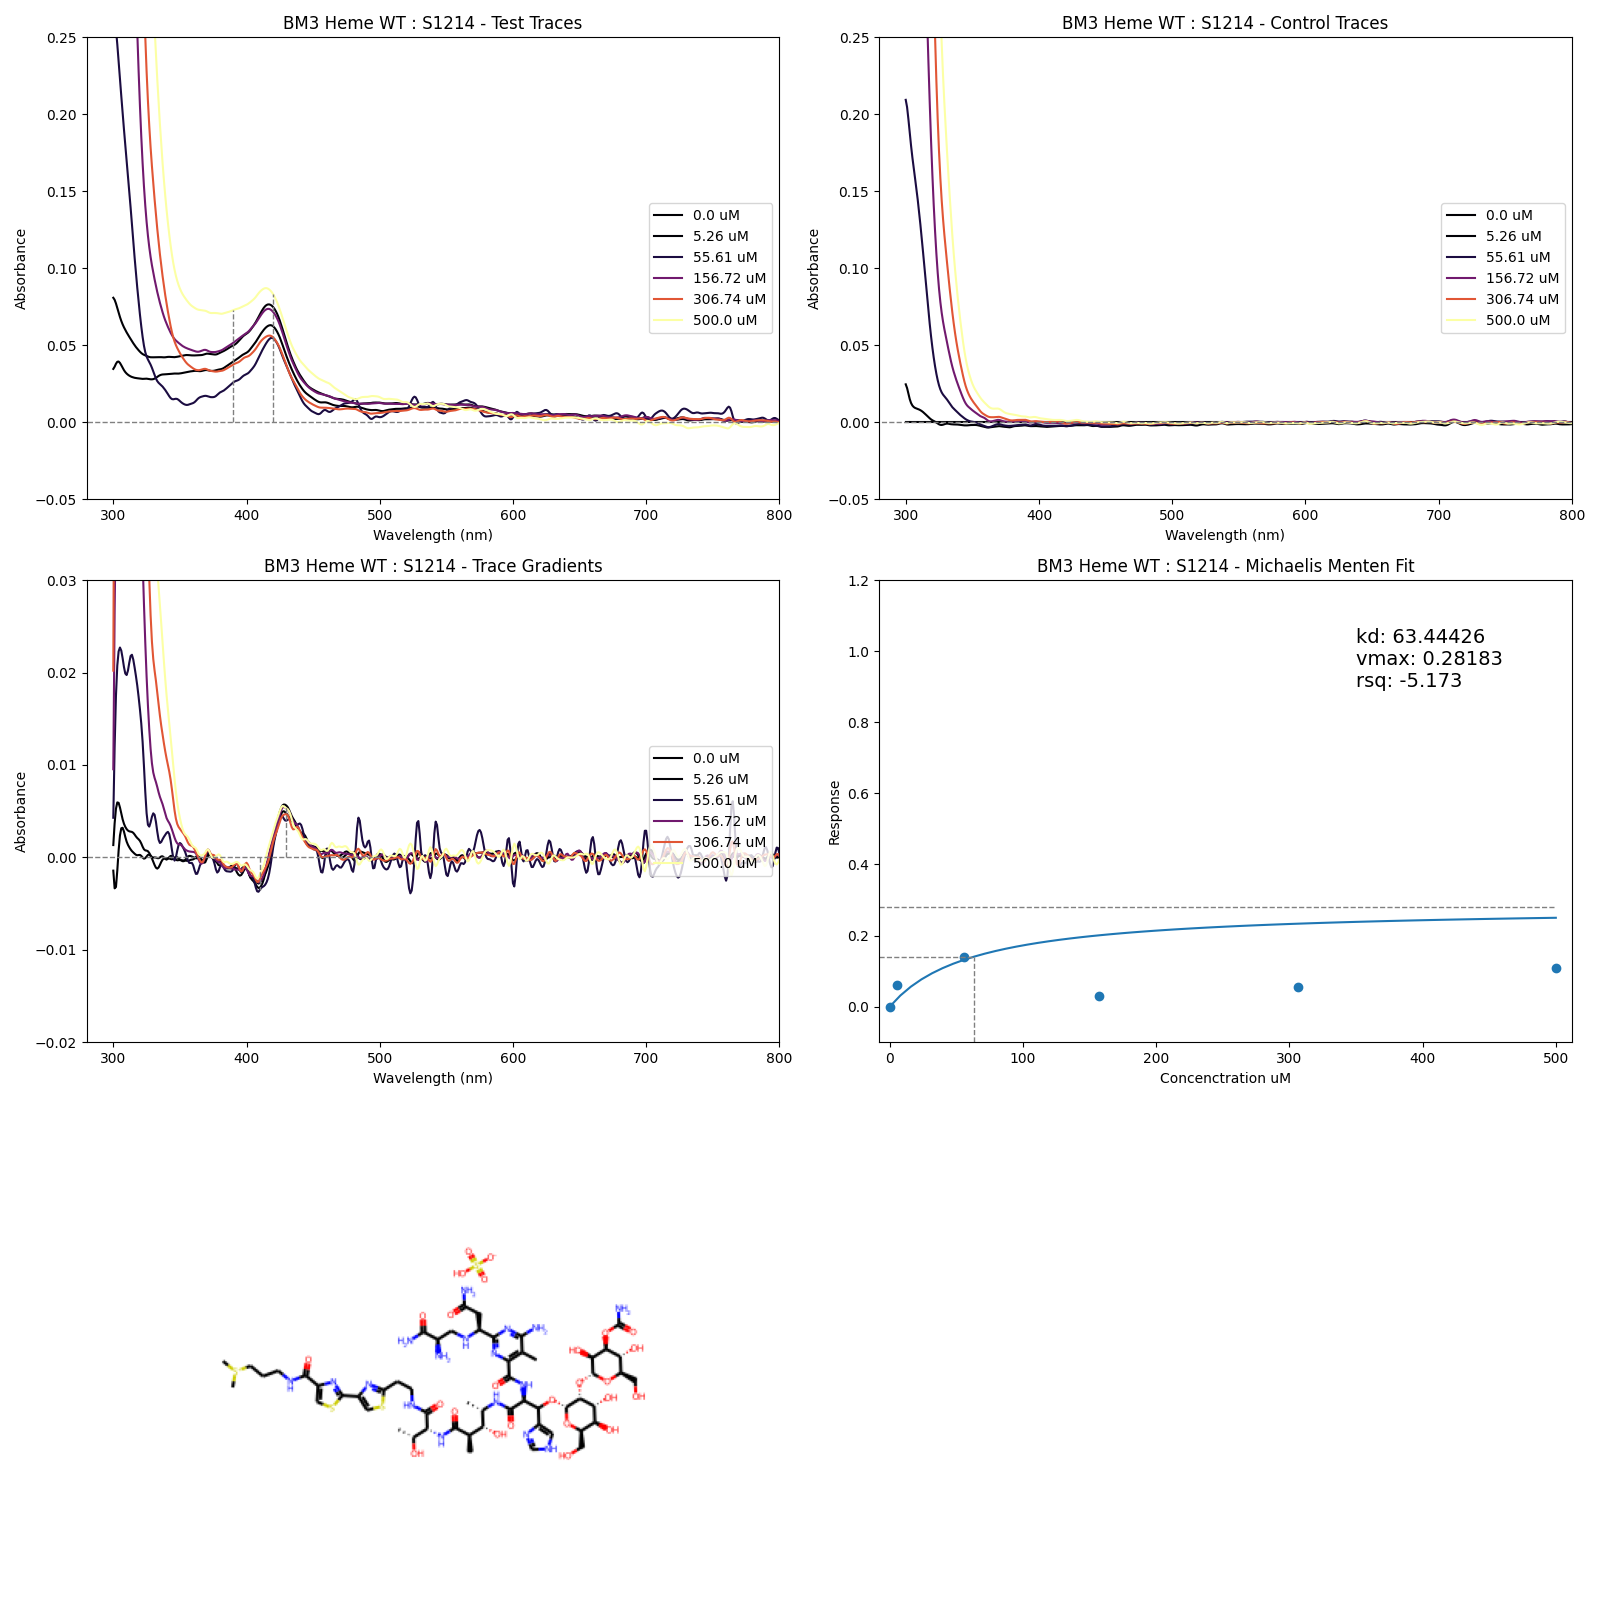 BM3 Heme WT : S1214 - Test Traces
0.25
0.20
0.15
0.10
0.05
0.00
−0.05
Absorbance
300 400 500 600 700 800
Wavelength (nm)
0.0 uM
5.26 uM
55.61 uM
156.72 uM
306.74 uM
500.0 uM
BM3 Heme WT : S1214 - Control Traces
0.25
0.20
0.15
0.10
0.05
0.00
−0.05
Absorbance
300 400 500 600 700 800
Wavelength (nm)
0.0 uM
5.26 uM
55.61 uM
156.72 uM
306.74 uM
500.0 uM
BM3 Heme WT : S1214 - Trace Gradients
0.03
0.02
0.01
0.00
−0.01
−0.02
Absorbance
300 400 500 600 700 800
Wavelength (nm)
0.0 uM
5.26 uM
55.61 uM
156.72 uM
306.74 uM
500.0 uM
BM3 Heme WT : S1214 - Michaelis Menten Fit
1.2
1.0
0.8
0.6
0.4
0.2
0.0
Response
0 100 200 300 400 500
Concenctration uM
kd: 63.44426
vmax: 0.28183
rsq: -5.173